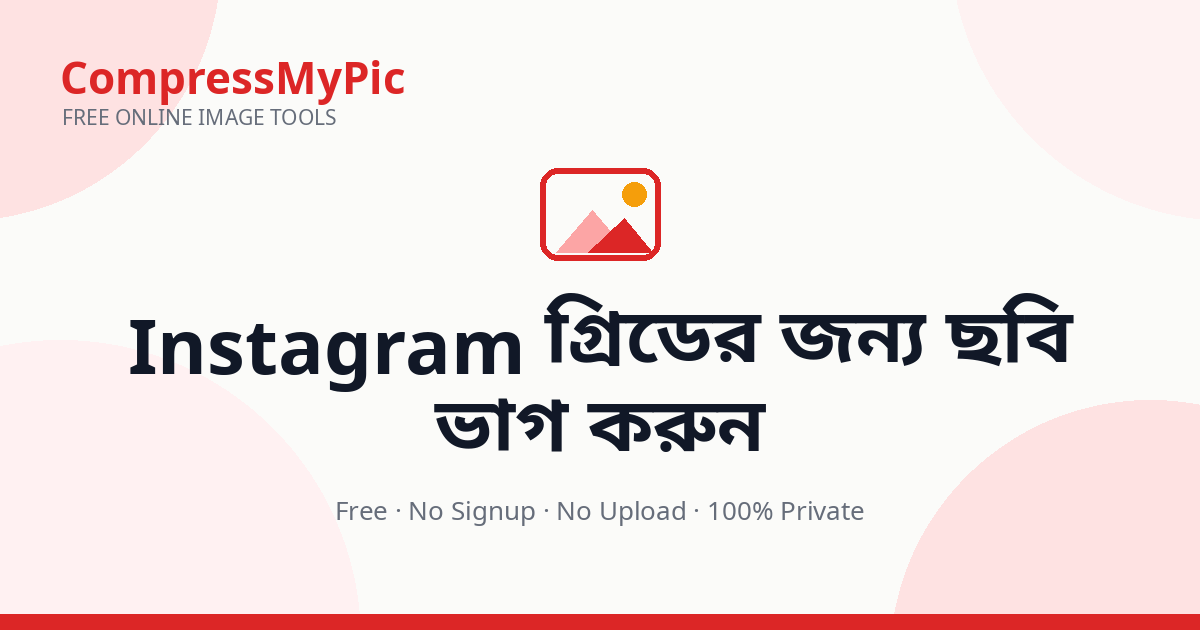 CompressMyPic
FREE ONLINE IMAGE TOOLS
Instagram গ্রিডের জন্য ছবি
ভাগ করুন
Free · No Signup · No Upload · 100% Private